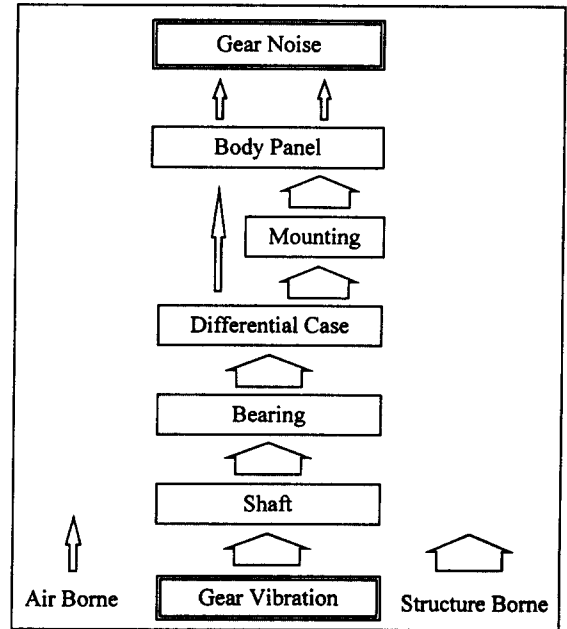 Gear Noise
Body Panel
Mounting
Differential Case
Bearing
Shaft
Air Borne
Gear Vibration
Structure Borne